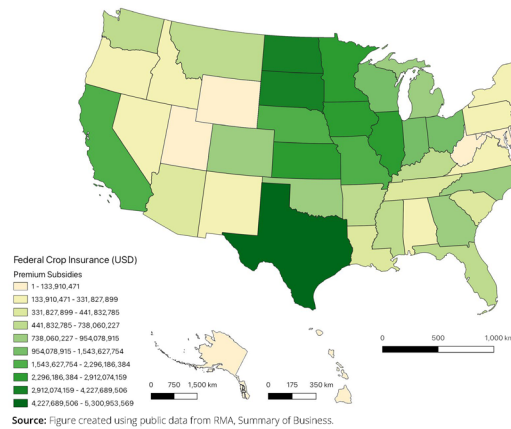 Federal Crop Insurance (USD)
Premium Subsidies
1 - 133,910,471
133,910,471 - 331,827,899
331,827,899 - 441,832,785
441,832,785 - 738,060,227
738,060,227 - 954,078,915
954,078,915 - 1,543,627,754
1,543,627,754 - 2,296,186,384
2,296,186,384 - 2,912,074,159
2,912,074,159 - 4,227,689,506
4,227,689,506 - 5,300,953,569
0 750 1,500 km
0 175 350 km
0 500 1,000 km
Source: Figure created using public data from RMA, Summary of Business.